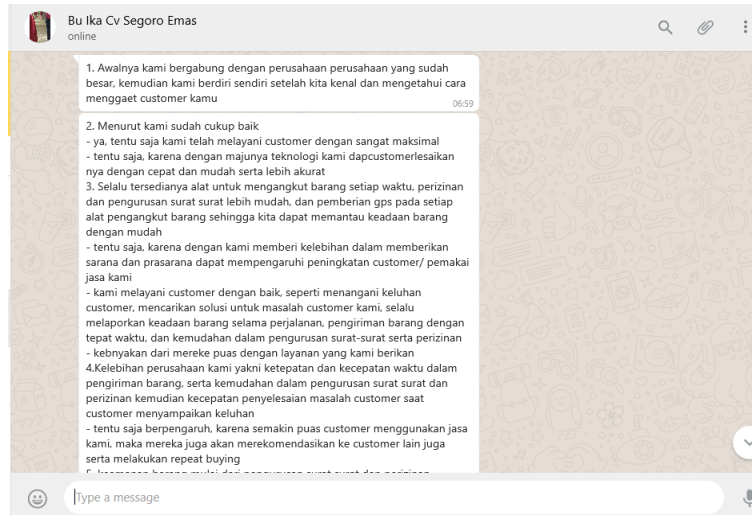 Bu Ika Cv Segoro Emas
online
1. Awalnya kami bergabung dengan perusahaan perusahaan yang sudah
besar, kemudian kami berdiri sendiri setelah kita kenal dan mengetahui cara
menggaet customer kamu
06:59
2. Menurut kami sudah cukup baik
- ya, tentu saja kami telah melayani customer dengan sangat maksimal
- tentu saja, karena dengan majunya teknologi kami dapcustomerlesaikan
nya dengan cepat dan mudah serta lebih akurat
3. Selalu tersedianya alat untuk mengangkut barang setiap waktu, perizinan
dan pengurusan surat surat lebih mudah, dan pemberian gps pada setiap
alat pengangkut barang sehingga kita dapat memantau keadaan barang
dengan mudah
- tentu saja, karena dengan kami memberi kelebihan dalam memberikan
sarana dan prasarana dapat mempengaruhi peningkatan customer/ pemakai
jasa kami
- kami melayani customer dengan baik, seperti menangani keluhan
customer, mencarikan solusi untuk masalah customer kami, selalu
melaporkan keadaan barang selama perjalanan, pengiriman barang dengan
tepat waktu, dan kemudahan dalam pengurusan surat-surat serta perizinan
- kebnyakan dari mereke puas dengan layanan yang kami berikan
4.Kelebihan perusahaan kami yakni ketepatan dan kecepatan waktu dalam
pengiriman barang, serta kemudahan dalam pengurusan surat surat dan
perizinan kemudian kecepatan penyelesaian masalah customer saat
customer menyampaikan keluhan
- tentu saja berpengaruh, karena semakin puas customer menggunakan jasa
kami, maka mereka juga akan merekomendasikan ke customer lain juga
serta melakukan repeat buying
Type a message